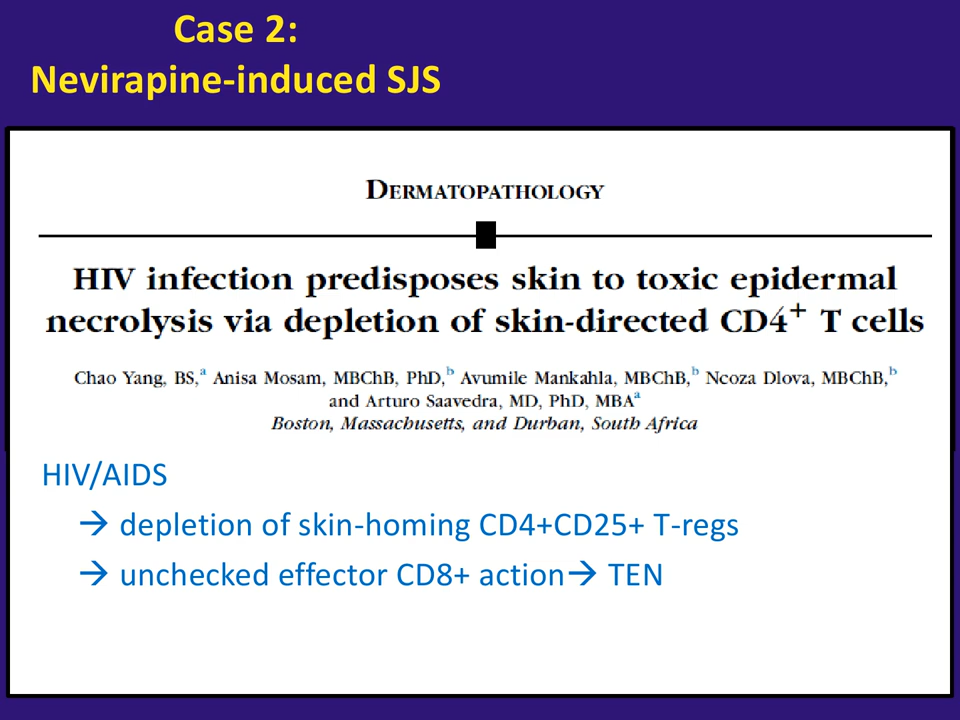 Case 2:
Nevirapine-induced SJS
DERMATOPATHOLOGY
HIV infection predisposes skin to toxic epidermal
necrolysis via depletion of skin-directed CD4⁺ T cells
Chao Yang, BS,ᵃ Anisa Mosam, MBChB, PhD,ᵇ Avumile Mankahla, MBChB,ᵇ Ncoza Dlova, MBChB,ᵇ
and Arturo Saavedra, MD, PhD, MBAᵃ
Boston, Massachusetts, and Durban, South Africa
HIV/AIDS
→ depletion of skin-homing CD4+CD25+ T-regs
→ unchecked effector CD8+ action→ TEN